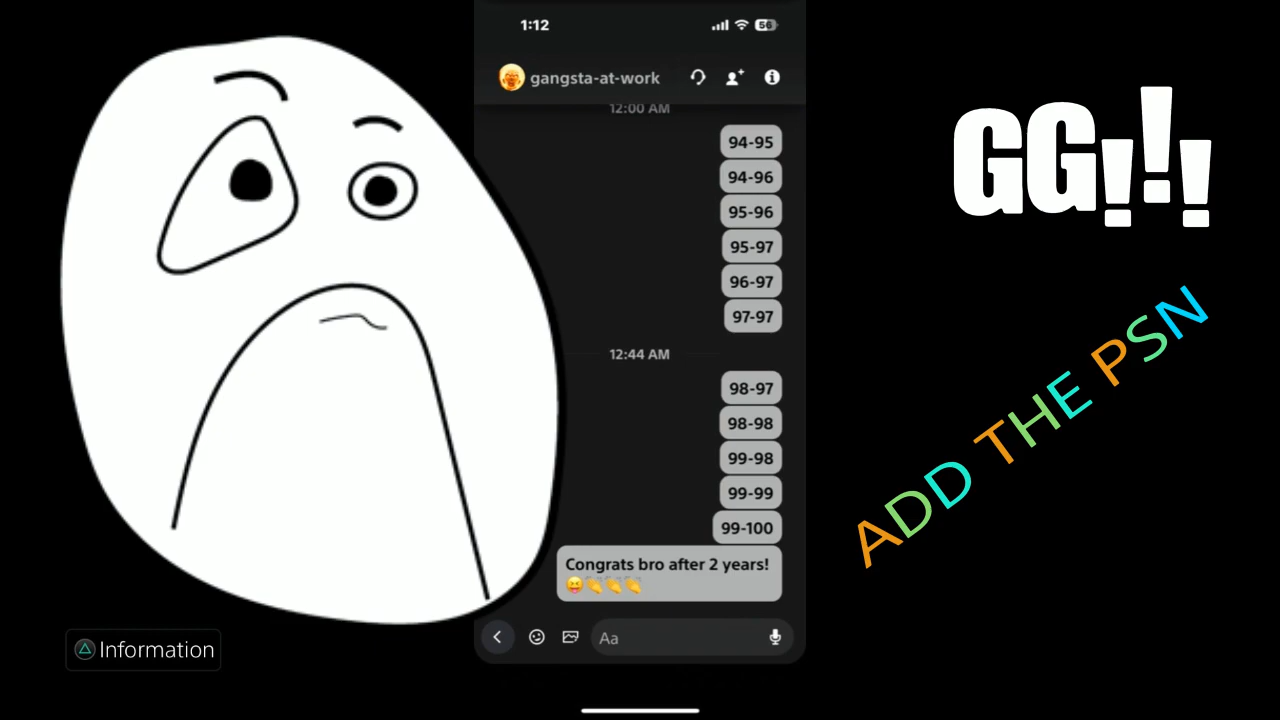 1:12
56
gangsta-at-work
12:00 AM
94-95
94-96
95-96
95-97
96-97
97-97
12:44 AM
98-97
98-98
99-98
99-99
99-100
Congrats bro after 2 years!
😝👏👏👏
Aa
GG!!!
ADD THE PSN
Information